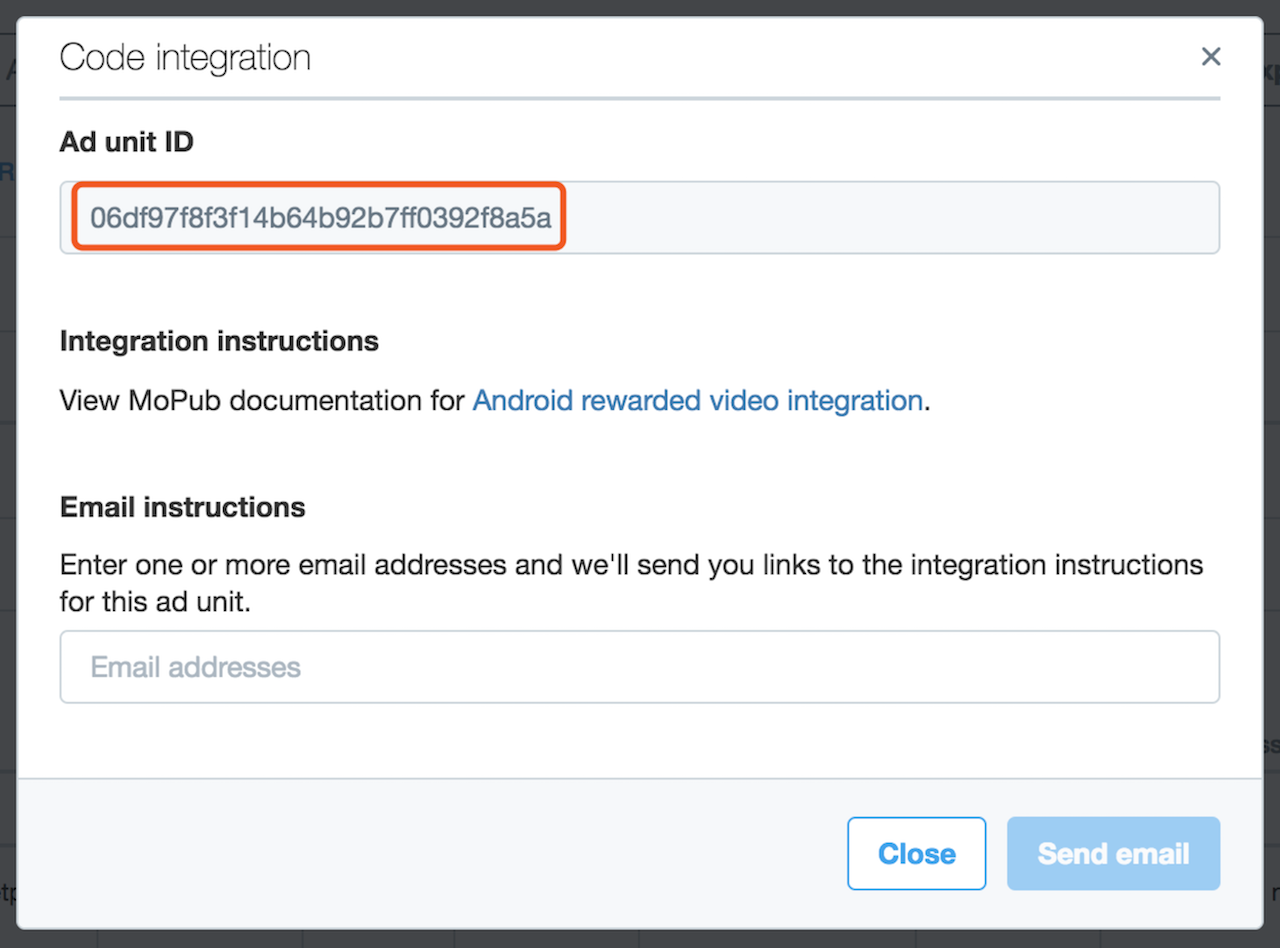 Code integration
Ad unit ID
06df97f8f3f14b64b92b7ff0392f8a5a
Integration instructions
View MoPub documentation for Android rewarded video integration.
Email instructions
Enter one or more email addresses and we'll send you links to the integration instructions
for this ad unit.
Email addresses
Close
Send email